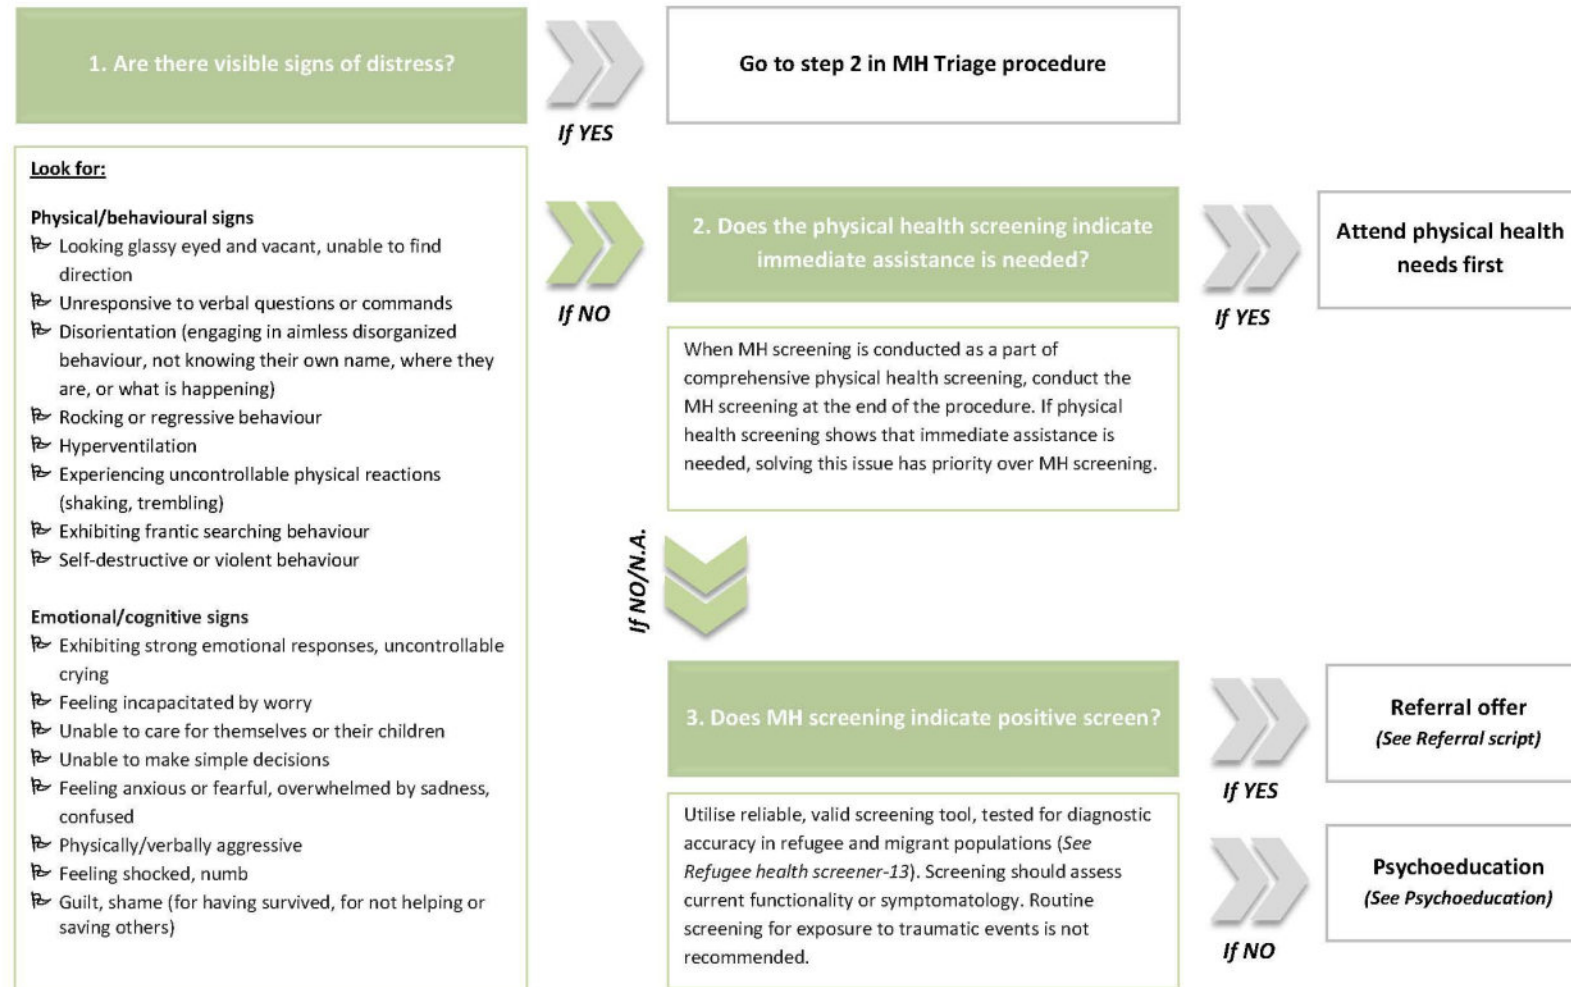 1. Are there visible signs of distress?
If YES
Go to step 2 in MH Triage procedure
Look for:
Physical/behavioural signs
Looking glassy eyed and vacant, unable to find
direction
Unresponsive to verbal questions or commands
Disorientation (engaging in aimless disorganized
behaviour, not knowing their own name, where they
are, or what is happening)
Rocking or regressive behaviour
Hyperventilation
Experiencing uncontrollable physical reactions
(shaking, trembling)
Exhibiting frantic searching behaviour
Self-destructive or violent behaviour
Emotional/cognitive signs
Exhibiting strong emotional responses, uncontrollable
crying
Feeling incapacitated by worry
Unable to care for themselves or their children
Unable to make simple decisions
Feeling anxious or fearful, overwhelmed by sadness,
confused
Physically/verbally aggressive
Feeling shocked, numb
Guilt, shame (for having survived, for not helping or
saving others)
If NO
2. Does the physical health screening indicate
immediate assistance is needed?
If YES
Attend physical health
needs first
When MH screening is conducted as a part of
comprehensive physical health screening, conduct the
MH screening at the end of the procedure. If physical
health screening shows that immediate assistance is
needed, solving this issue has priority over MH screening.
If NO/N.A.
3. Does MH screening indicate positive screen?
If YES
Referral offer
(See Referral script)
Utilise reliable, valid screening tool, tested for diagnostic
accuracy in refugee and migrant populations (See
Refugee health screener-13). Screening should assess
current functionality or symptomatology. Routine
screening for exposure to traumatic events is not
recommended.
If NO
Psychoeducation
(See Psychoeducation)